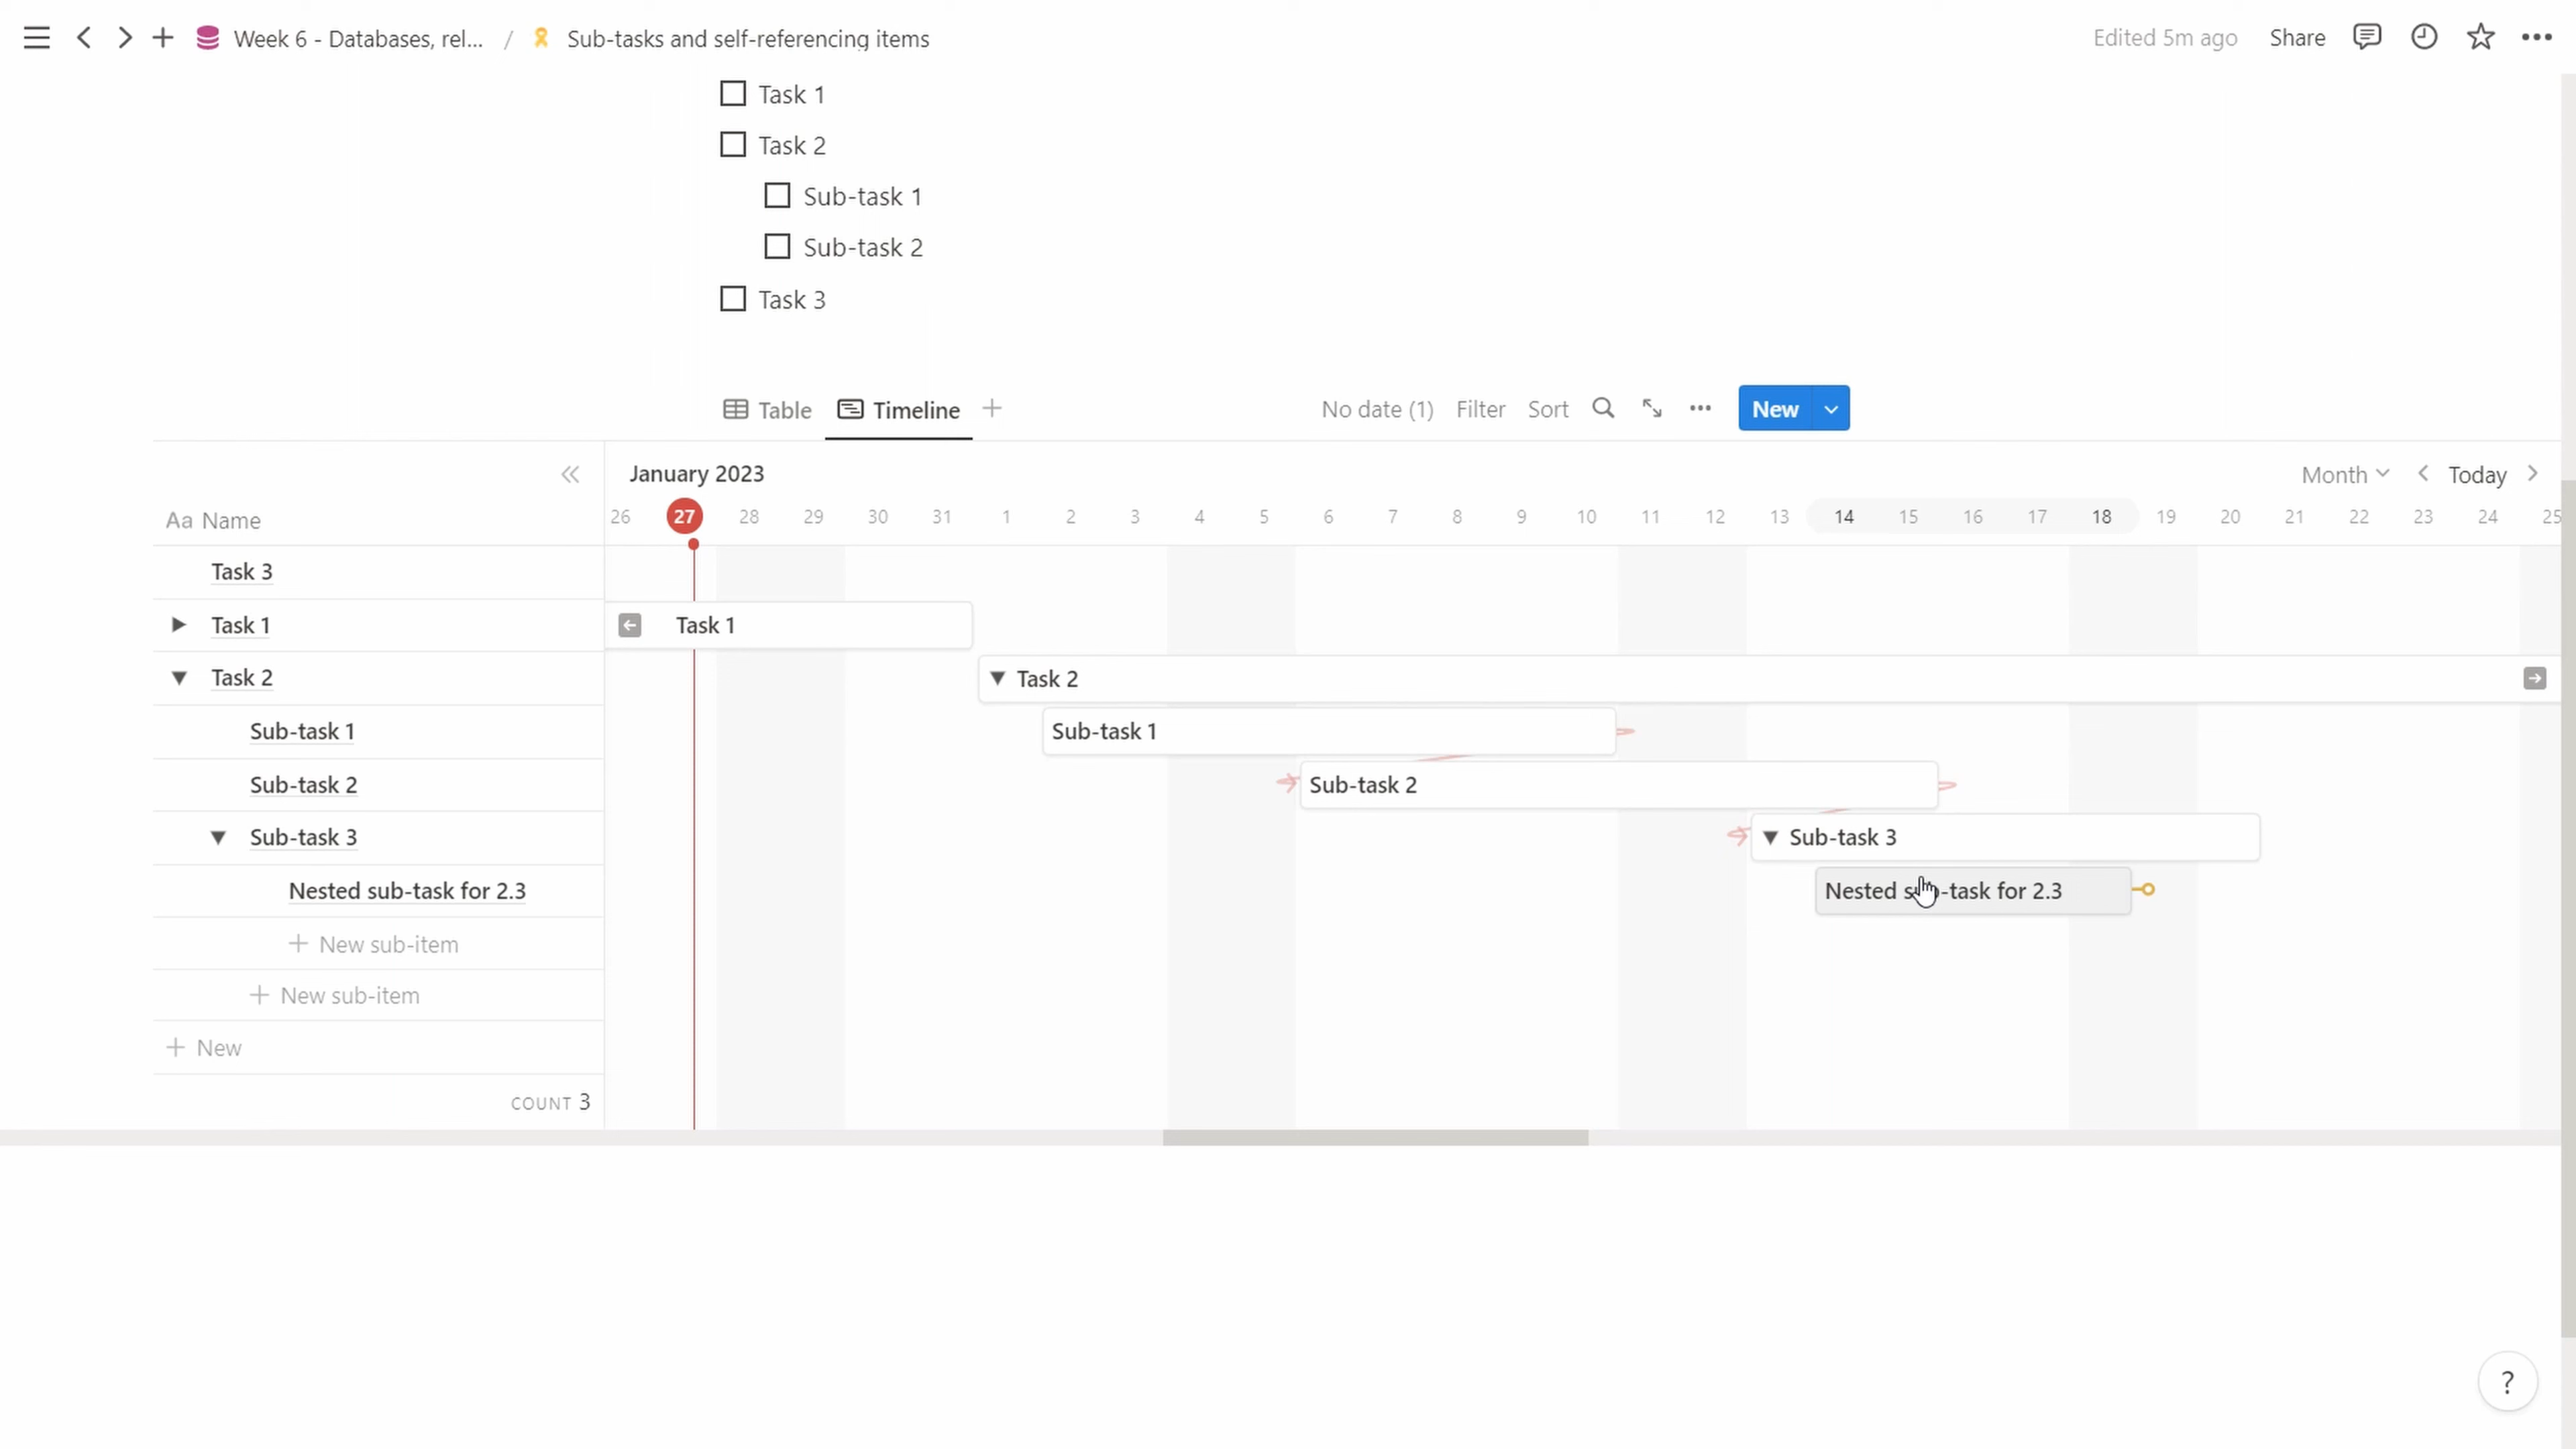 Week 6 - Databases, rel... / Sub-tasks and self-referencing items Edited 5m ago Share
Task 1
Task 2
Sub-task 1
Sub-task 2
Task 3
Table Timeline No date (1) Filter Sort New
January 2023 Month Today
Aa Name 26 27 28 29 30 31 1 2 3 4 5 6 7 8 9 10 11 12 13 14 15 16 17 18 19 20 21 22 23 24 25
Task 3
Task 1 Task 1
Task 2 Task 2
Sub-task 1 Sub-task 1
Sub-task 2 Sub-task 2
Sub-task 3 Sub-task 3
Nested sub-task for 2.3 Nested sub-task for 2.3
+ New sub-item
+ New sub-item
+ New
COUNT 3
?